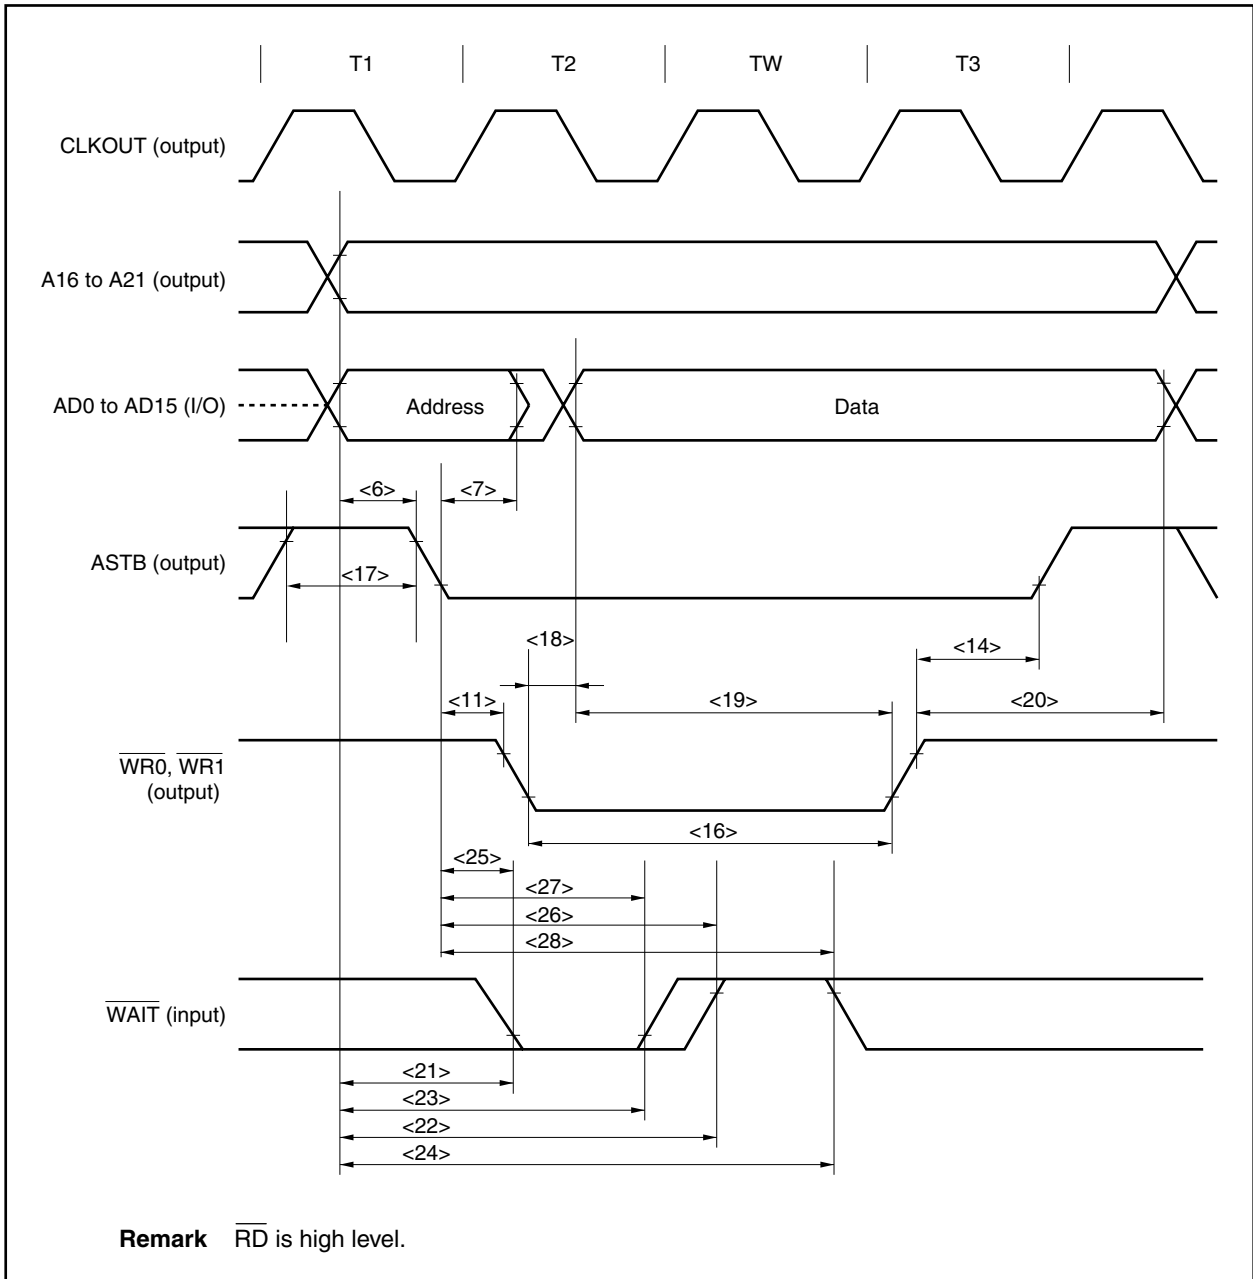 T1 T2 TW T3
CLKOUT (output)
A16 to A21 (output)
AD0 to AD15 (I/O) Address Data
<6> <7>
ASTB (output)
<17>
<18> <14>
<11> <19> <20>
WR0, WR1
(output)
<16>
<25>
<27>
<26>
<28>
WAIT (input)
<21>
<23>
<22>
<24>
Remark RD is high level.